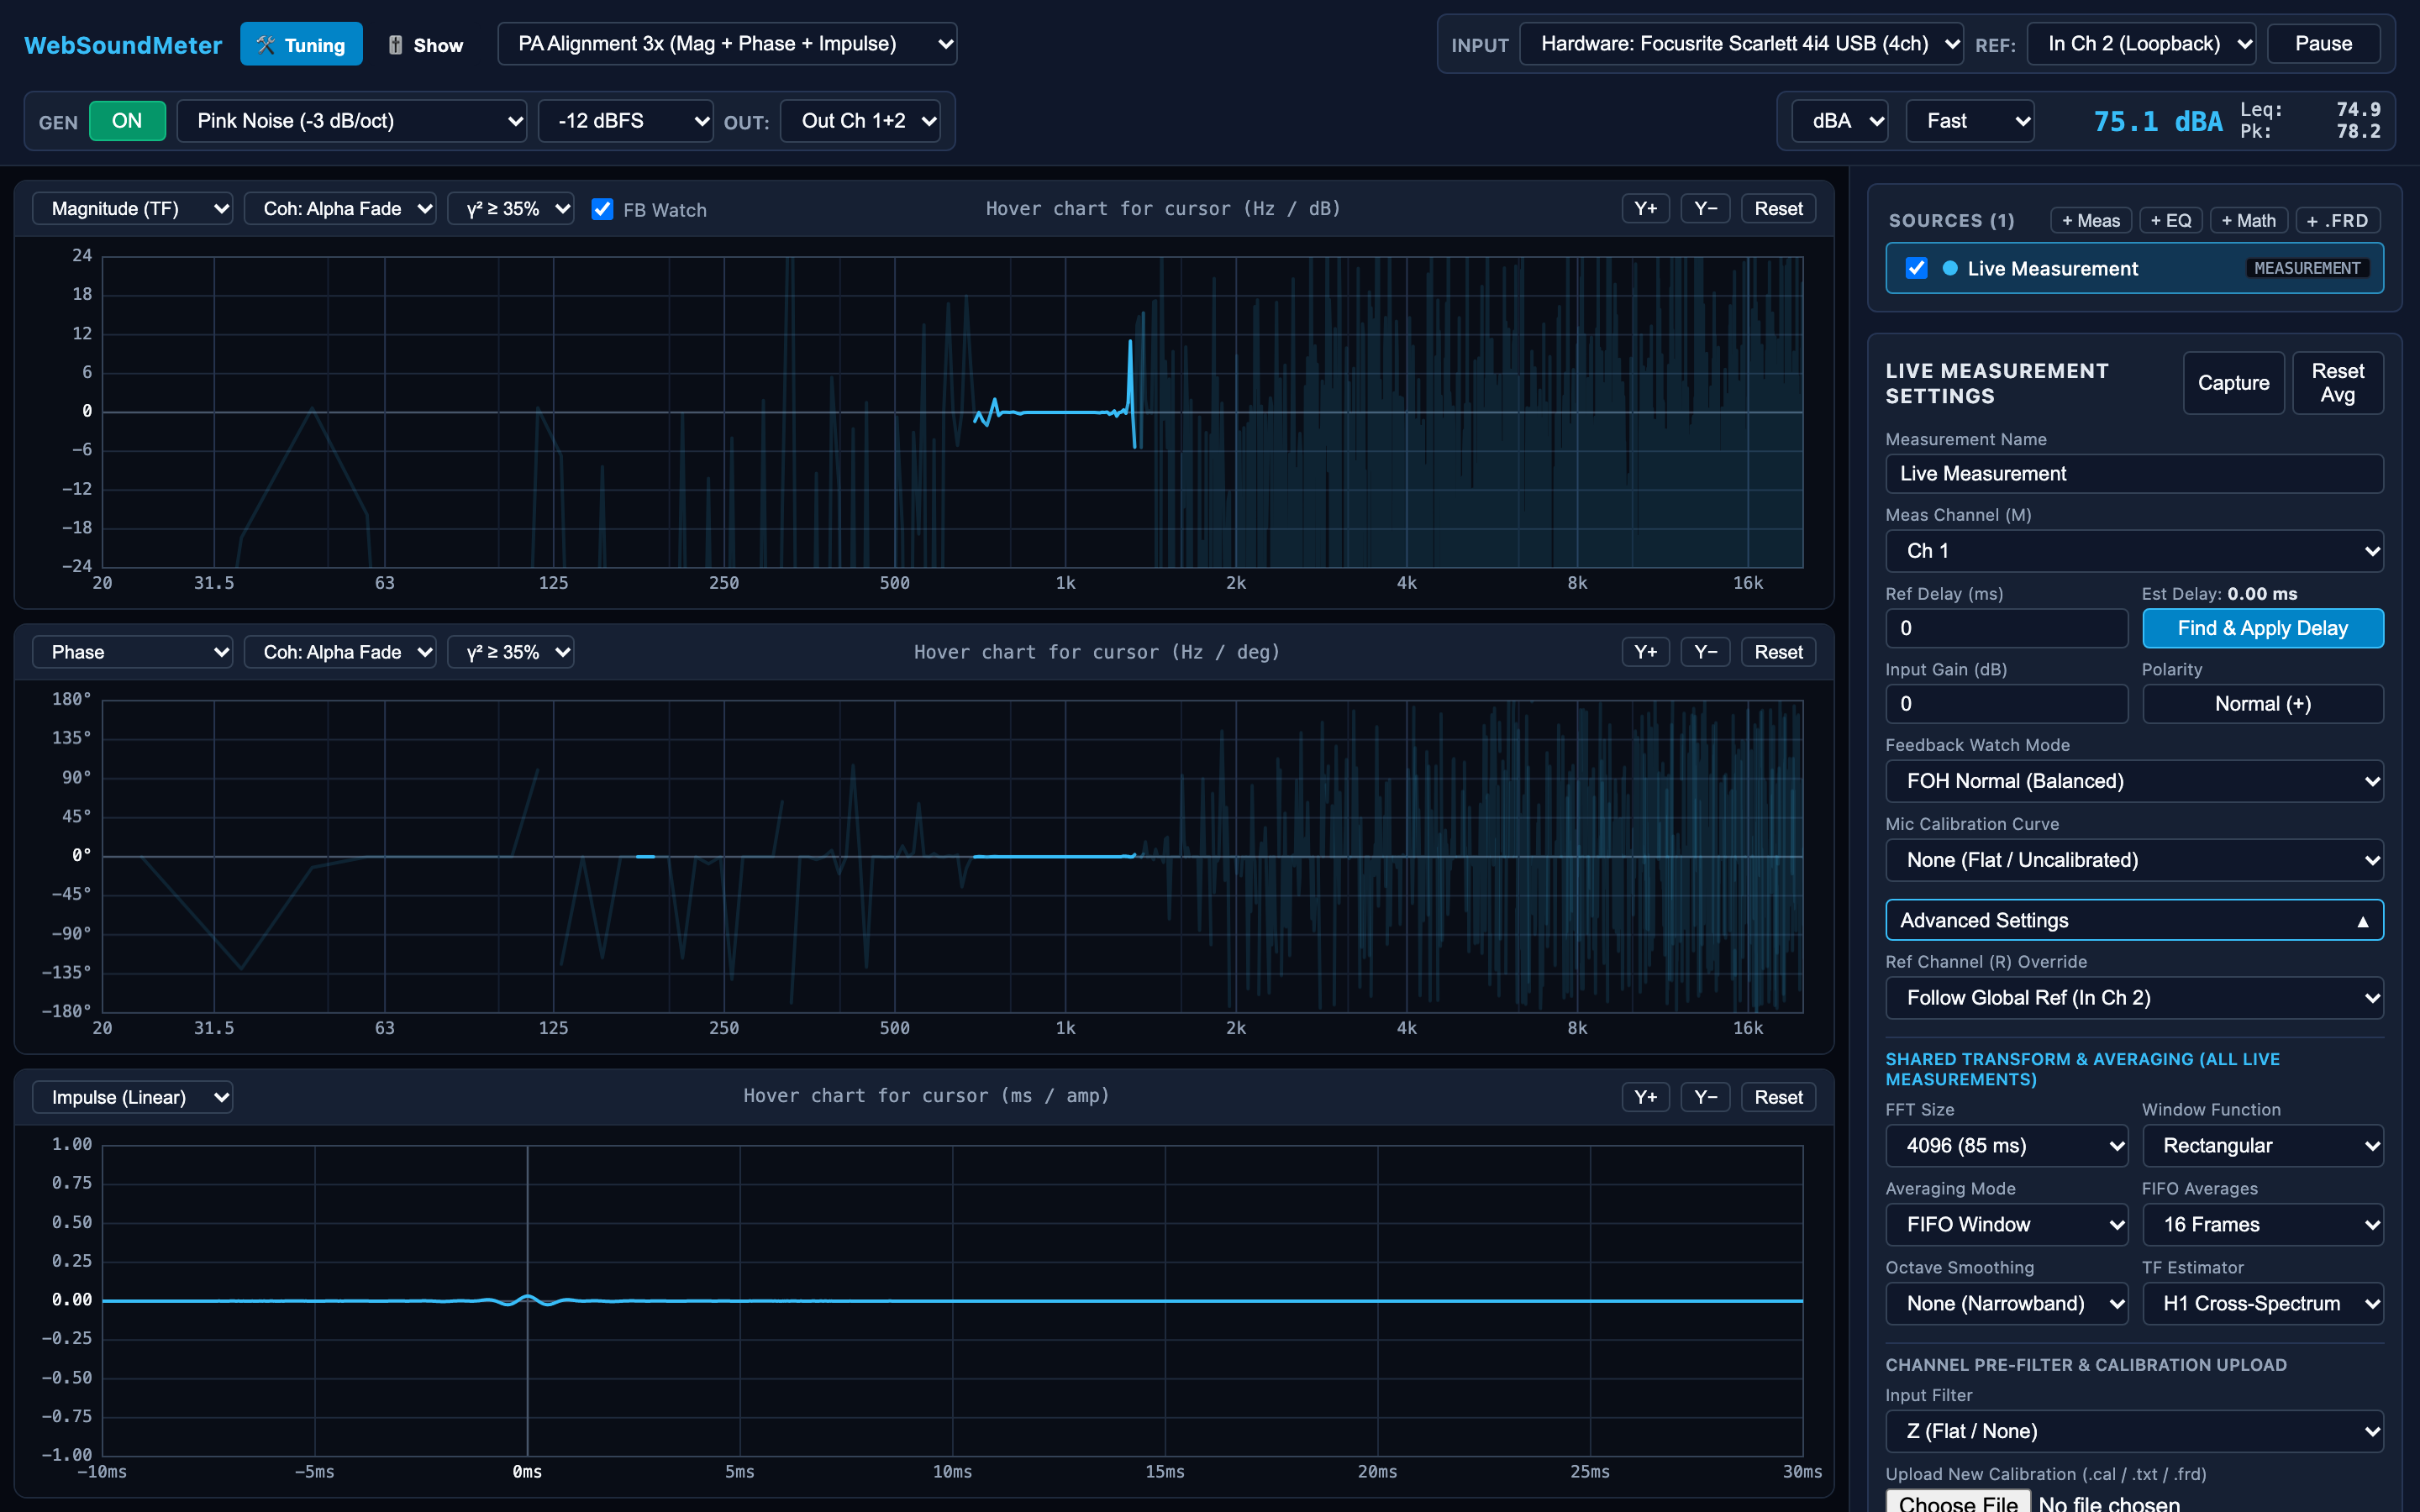 WebSoundMeter 🛠️ Tuning 🎚️ Show PA Alignment 3x (Mag + Phase + Impulse) INPUT Hardware: Focusrite Scarlett 4i4 USB (4ch) REF: In Ch 2 (Loopback) Pause
GEN ON Pink Noise (-3 dB/oct) -12 dBFS OUT: Out Ch 1+2 dBA Fast 75.1 dBA Leq: 74.9
Pk: 78.2
Magnitude (TF) Coh: Alpha Fade γ² ≥ 35% FB Watch Hover chart for cursor (Hz / dB) Y+ Y− Reset
24
18
12
6
0
−6
−12
−18
−24
20 31.5 63 125 250 500 1k 2k 4k 8k 16k
Phase Coh: Alpha Fade γ² ≥ 35% Hover chart for cursor (Hz / deg) Y+ Y− Reset
180°
135°
90°
45°
0°
−45°
−90°
−135°
−180°
20 31.5 63 125 250 500 1k 2k 4k 8k 16k
Impulse (Linear) Hover chart for cursor (ms / amp) Y+ Y− Reset
1.00
0.75
0.50
0.25
0.00
−0.25
−0.50
−0.75
−1.00
−10ms −5ms 0ms 5ms 10ms 15ms 20ms 25ms 30ms
SOURCES (1) + Meas + EQ + Math + .FRD
Live Measurement MEASUREMENT
LIVE MEASUREMENT
SETTINGS
Capture
Reset
Avg
Measurement Name
Live Measurement
Meas Channel (M)
Ch 1
Ref Delay (ms) Est Delay: 0.00 ms
0 Find & Apply Delay
Input Gain (dB) Polarity
0 Normal (+)
Feedback Watch Mode
FOH Normal (Balanced)
Mic Calibration Curve
None (Flat / Uncalibrated)
Advanced Settings ▲
Ref Channel (R) Override
Follow Global Ref (In Ch 2)
SHARED TRANSFORM & AVERAGING (ALL LIVE
MEASUREMENTS)
FFT Size Window Function
4096 (85 ms) Rectangular
Averaging Mode FIFO Averages
FIFO Window 16 Frames
Octave Smoothing TF Estimator
None (Narrowband) H1 Cross-Spectrum
CHANNEL PRE-FILTER & CALIBRATION UPLOAD
Input Filter
Z (Flat / None)
Upload New Calibration (.cal / .txt / .frd)
Choose File No file chosen